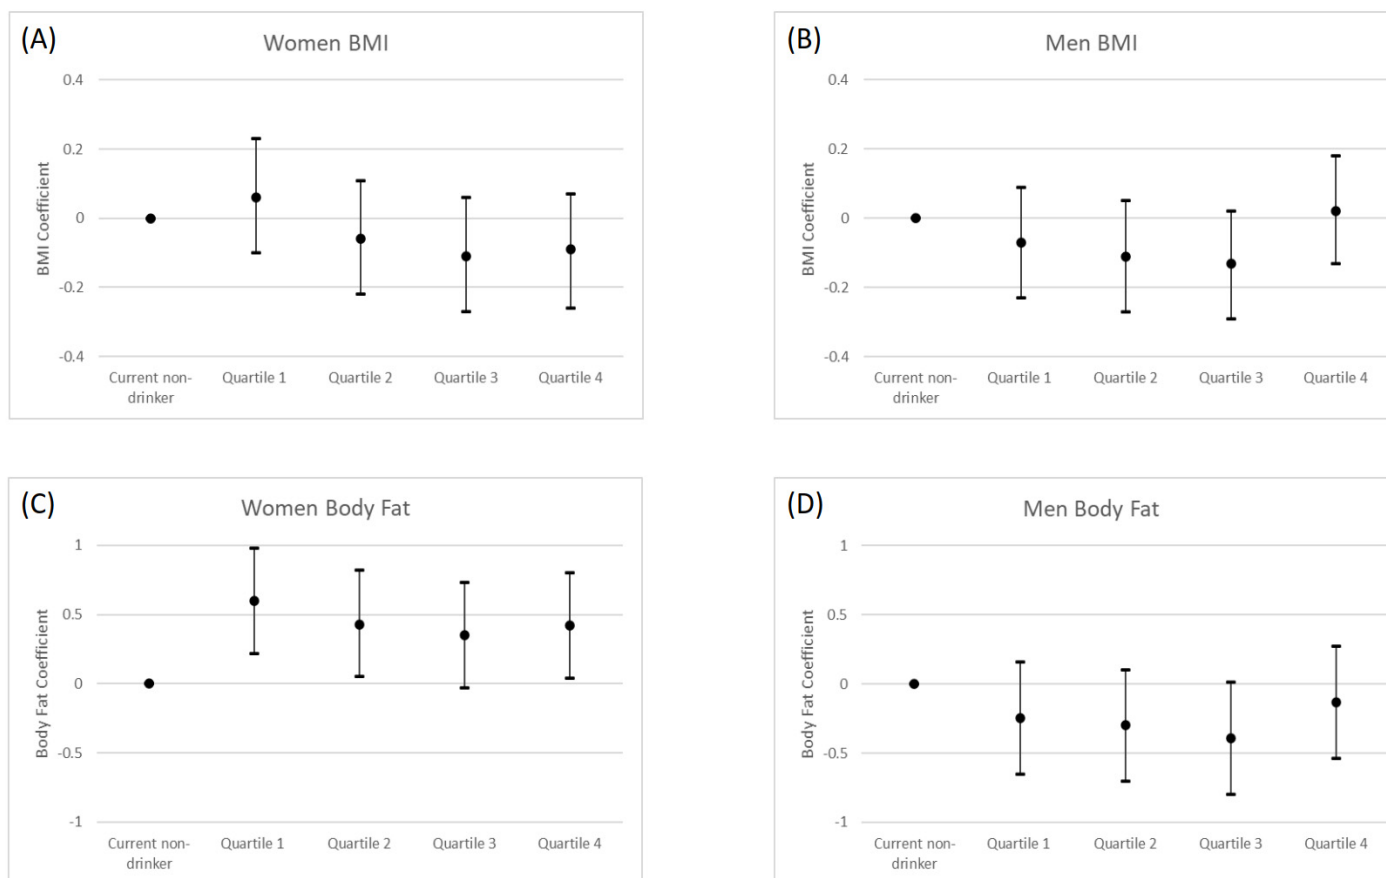 (A)
Women BMI
0.4
0.2
0
-0.2
-0.4
BMI Coefficient
Current non-
drinker
Quartile 1
Quartile 2
Quartile 3
Quartile 4
(B)
Men BMI
0.4
0.2
0
-0.2
-0.4
BMI Coefficient
Current non-
drinker
Quartile 1
Quartile 2
Quartile 3
Quartile 4
(C)
Women Body Fat
1
0.5
0
-0.5
-1
Body Fat Coefficient
Current non-
drinker
Quartile 1
Quartile 2
Quartile 3
Quartile 4
(D)
Men Body Fat
1
0.5
0
-0.5
-1
Body Fat Coefficient
Current non-
drinker
Quartile 1
Quartile 2
Quartile 3
Quartile 4